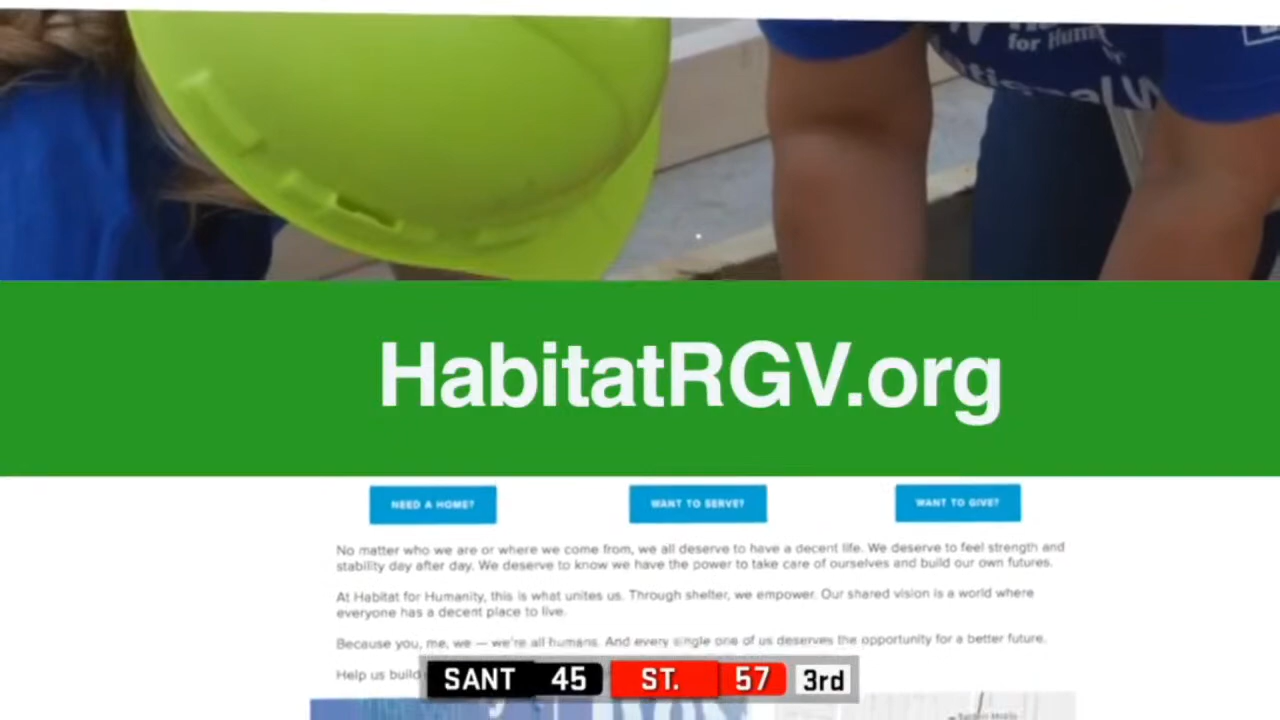 for Hum
HabitatRGV.org
NEED A HOME?
WANT TO SERVE?
WANT TO GIVE?
No matter who we are or where we come from, we all deserve to have a decent life. We deserve to feel strength and
stability day after day. We deserve to know we have the power to take care of ourselves and build our own futures.
At Habitat for Humanity, this is what unites us. Through shelter, we empower. Our shared vision is a world where
everyone has a decent place to live.
Because you, me, we — we're all humans. And every single one of us deserves the opportunity for a better future.
Help us build
SANT 45 ST. 57 3rd